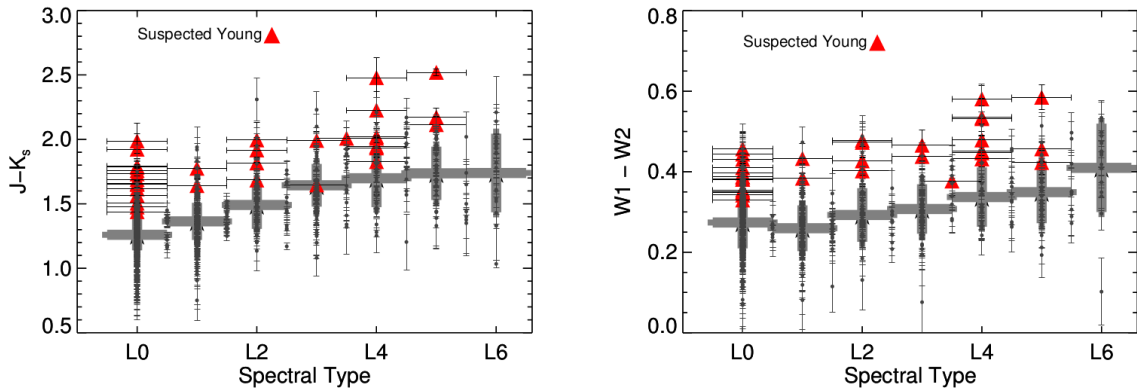 3.0
2.5
2.0
1.5
1.0
0.5
J-Ks
Suspected Young
L0 L2 L4 L6
Spectral Type
0.8
0.6
0.4
0.2
0.0
W1 - W2
Suspected Young
L0 L2 L4 L6
Spectral Type